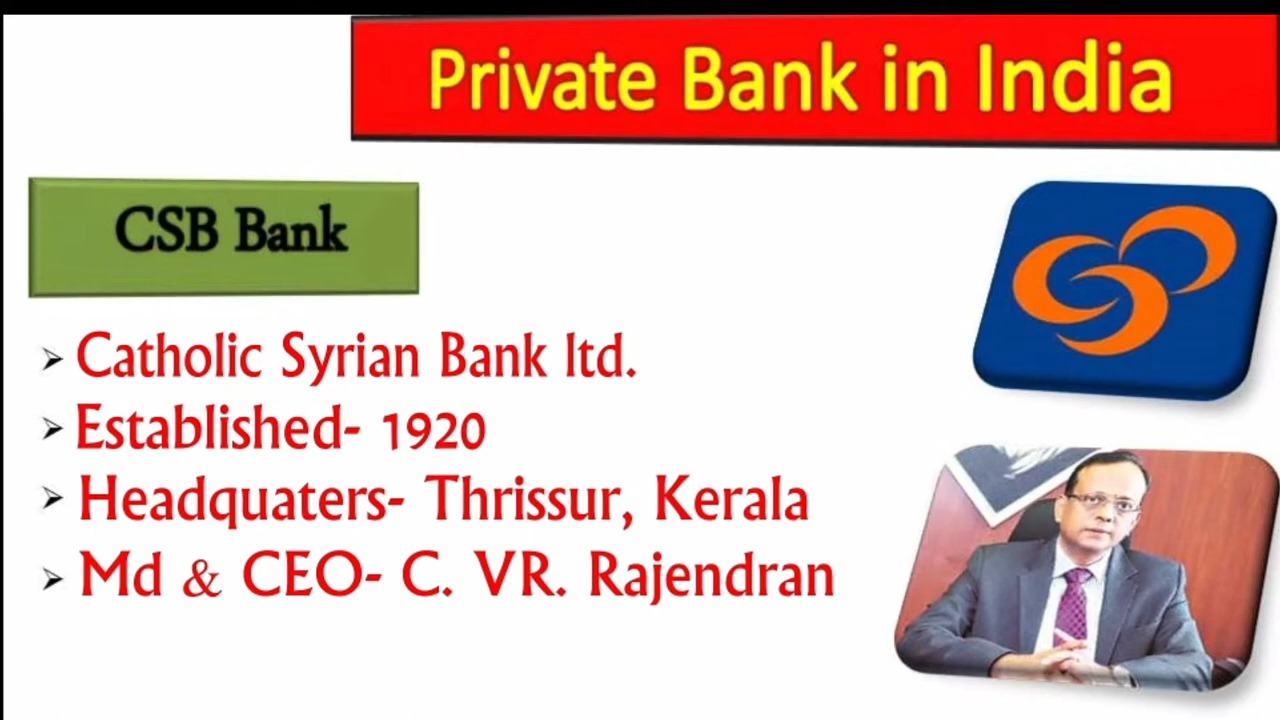 Private Bank in India
CSB Bank
Catholic Syrian Bank ltd.
Established- 1920
Headquaters- Thrissur, Kerala
Md & CEO- C. VR. Rajendran